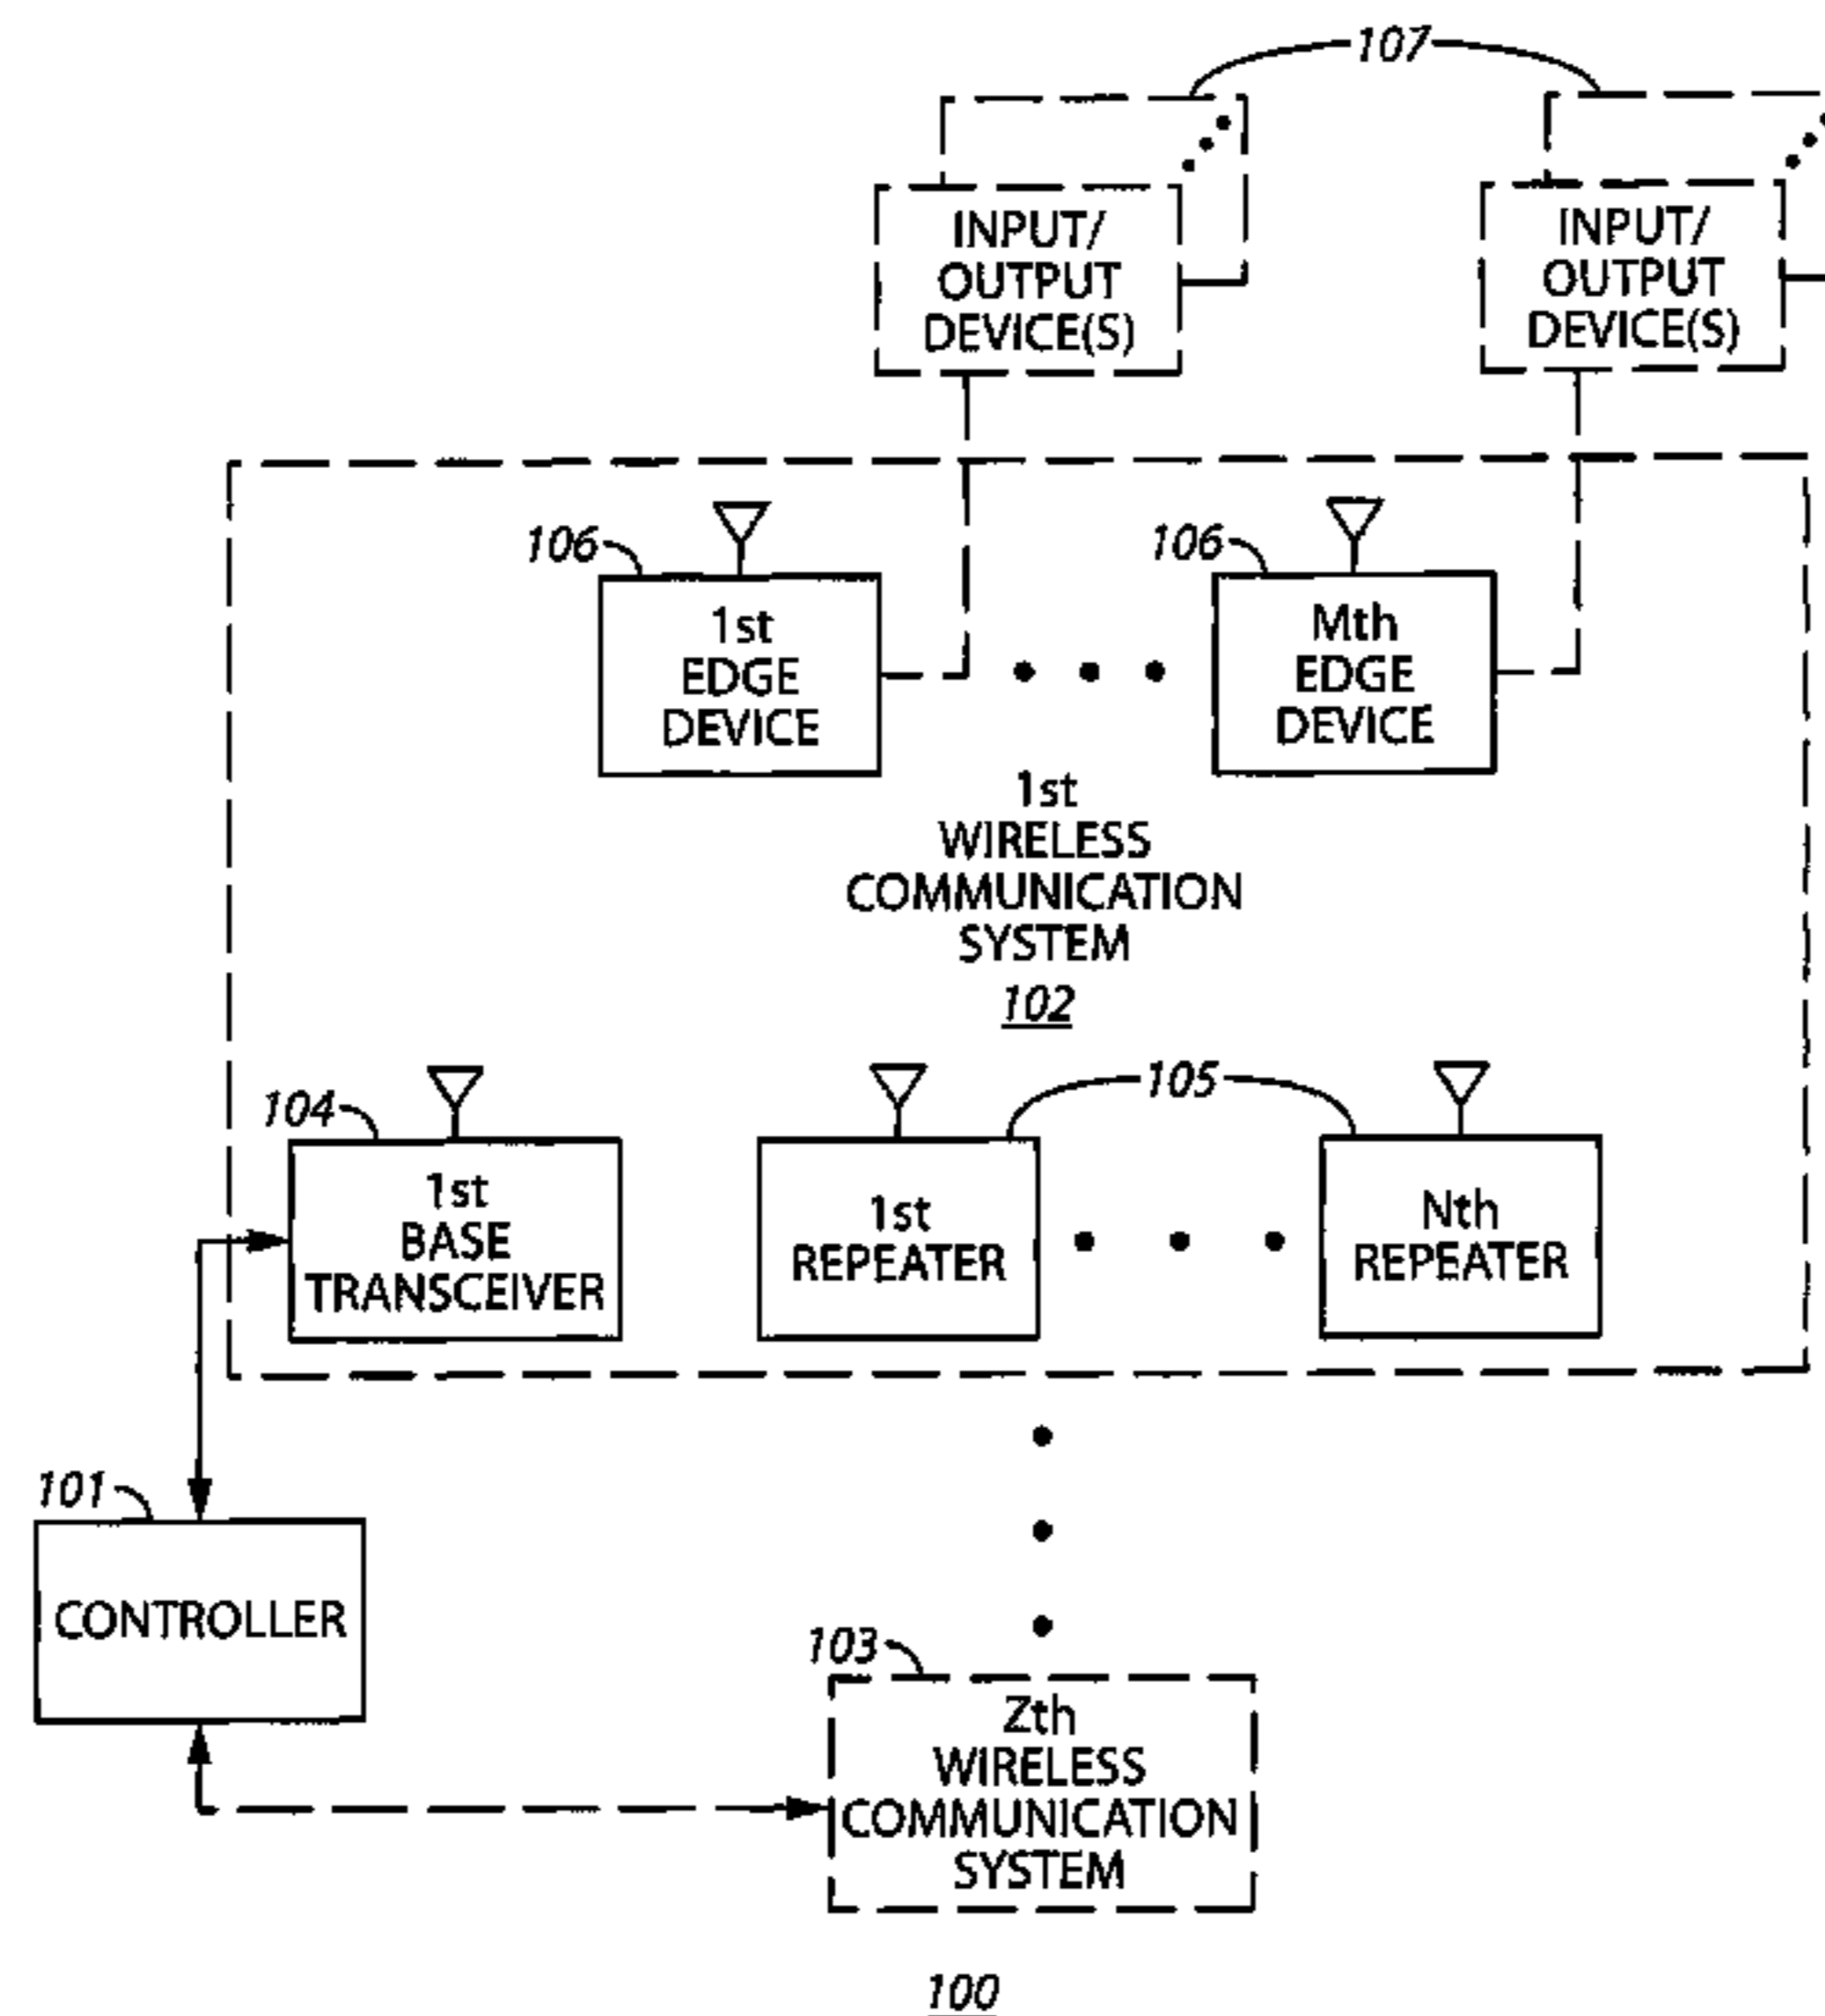 107
INPUT/
OUTPUT
DEVICE(S)
INPUT/
OUTPUT
DEVICE(S)
106
1st
EDGE
DEVICE
106
Mth
EDGE
DEVICE
1st
WIRELESS
COMMUNICATION
SYSTEM
102
104
1st
BASE
TRANSCEIVER
105
1st
REPEATER
Nth
REPEATER
101
CONTROLLER
103
Zth
WIRELESS
COMMUNICATION
SYSTEM
100